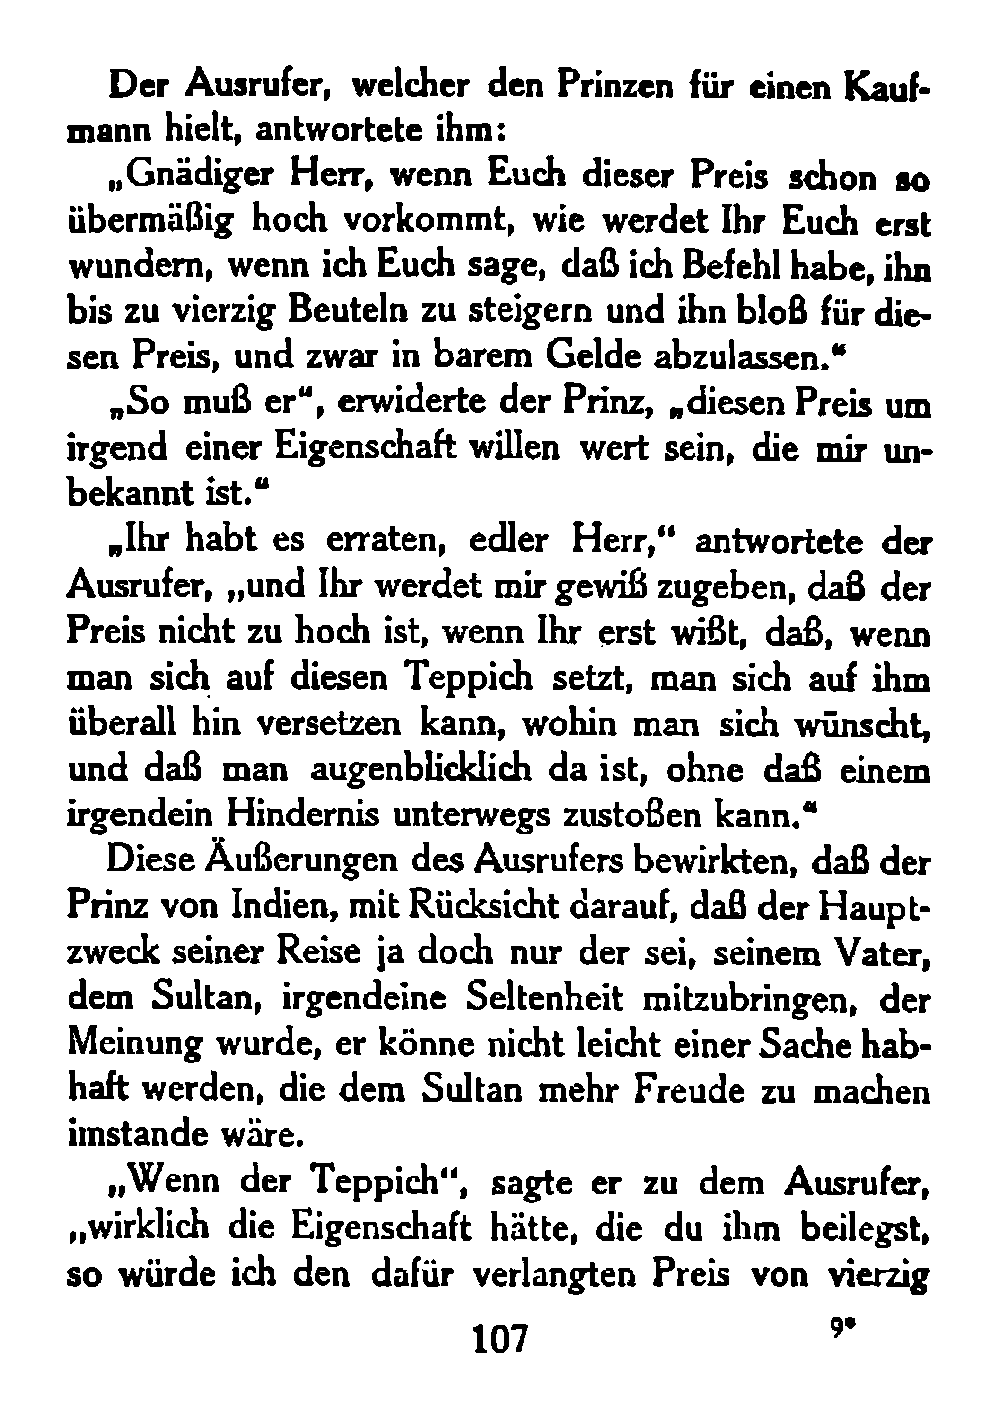 Der Ausrufer, welcher den Prinzen für einen Kauf-
mann hielt, antwortete ihm:
„Gnädiger Herr, wenn Euch dieser Preis schon so
übermäßig hoch vorkommt, wie werdet Ihr Euch erst
wundern, wenn ich Euch sage, daß ich Befehl habe, ihn
bis zu vierzig Beuteln zu steigern und ihn bloß für die-
sen Preis, und zwar in barem Gelde abzulassen.“
„So muß er“, erwiderte der Prinz, „diesen Preis um
irgend einer Eigenschaft willen wert sein, die mir un-
bekannt ist.“
„Ihr habt es erraten, edler Herr,“ antwortete der
Ausrufer, „und Ihr werdet mir gewiß zugeben, daß der
Preis nicht zu hoch ist, wenn Ihr erst wißt, daß, wenn
man sich auf diesen Teppich setzt, man sich auf ihm
überall hin versetzen kann, wohin man sich wünscht,
und daß man augenblicklich da ist, ohne daß einem
irgendein Hindernis unterwegs zustoßen kann.“
Diese Äußerungen des Ausrufers bewirkten, daß der
Prinz von Indien, mit Rücksicht darauf, daß der Haupt-
zweck seiner Reise ja doch nur der sei, seinem Vater,
dem Sultan, irgendeine Seltenheit mitzubringen, der
Meinung wurde, er könne nicht leicht einer Sache hab-
haft werden, die dem Sultan mehr Freude zu machen
imstande wäre.
„Wenn der Teppich“, sagte er zu dem Ausrufer,
„wirklich die Eigenschaft hätte, die du ihm beilegst,
so würde ich den dafür verlangten Preis von vierzig
107 9*